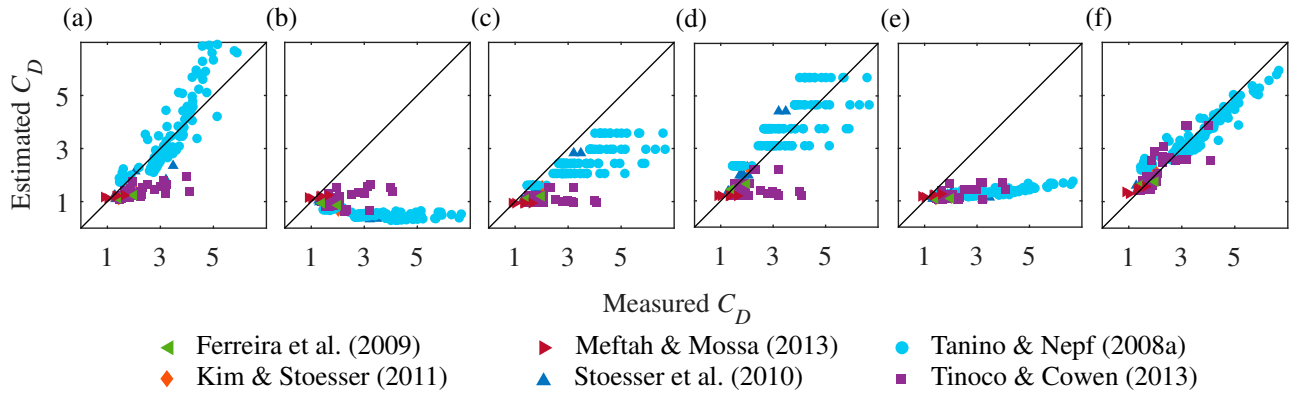 (a) (b) (c) (d) (e) (f)
Estimated C_D
5
3
1
1 3 5 1 3 5 1 3 5 1 3 5 1 3 5 1 3 5
Measured C_D
Ferreira et al. (2009) Meftah & Mossa (2013) Tanino & Nepf (2008a)
Kim & Stoesser (2011) Stoesser et al. (2010) Tinoco & Cowen (2013)